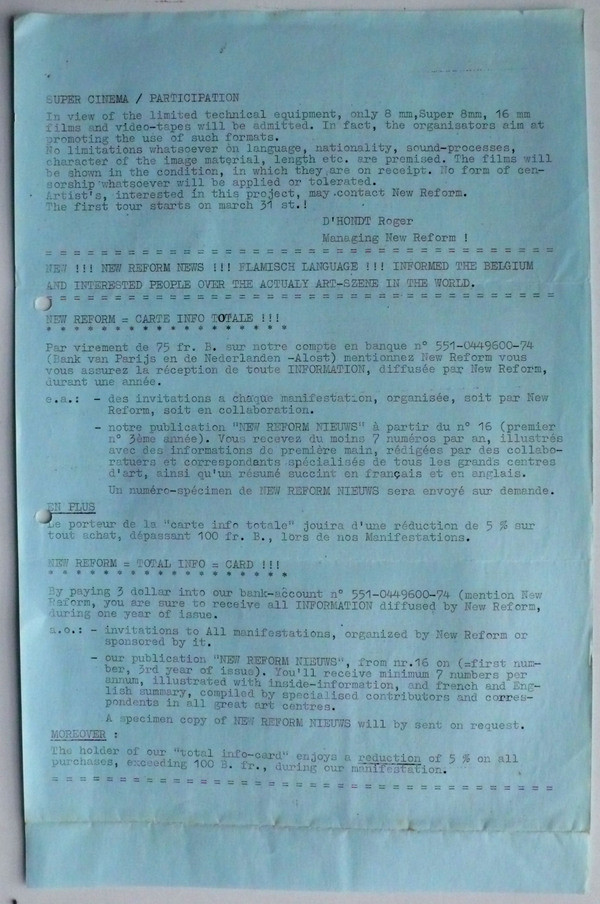 SUPER CINEMA / PARTICIPATION
In view of the limited technical equipment, only 8 mm,Super 8mm, 16 mm
films and video-tapes will be admitted. In fact, the organisators aim at
promoting the use of such formats.
No limitations whatsoever on language, nationality, sound-processes,
character of the image material, length etc. are premised. The films will
be shown in the condition, in which they are on receipt. No form of cen-
sorship whatsoever will be applied or tolerated.
Artist's, interested in this project, may contact New Reform.
The first tour starts on march 31 st.!
D'HONDT Roger
Managing New Reform !
= = = = = = = = = = = = = = = = = = = = = = = = = = = = = =
NEW !!! NEW REFORM NEWS !!! FLAMISCH LANGUAGE !!! INFORMED THE BELGIUM
AND INTERESTED PEOPLE OVER THE ACTUALY ART-SZENE IN THE WORLD.
= = = = = = = = = = = = = = = = = = = = = = = = = = = = = =
NEW REFORM = CARTE INFO TOTALE !!!
* * * * * * * * * * * * * * * * * *
Par virement de 75 fr. B. sur notre compte en banque n° 551-0449600-74
(Bank van Parijs en de Nederlanden -Alost) mentionnez New Reform vous
vous assurez la réception de toute INFORMATION, diffusée par New Reform,
durant une année.
e.a.: - des invitations a chaque manifestation, organisée, soit par New
Reform, soit en collaboration.
- notre publication "NEW REFORM NIEUWS" à partir du n° 16 (premier
n° 3éme année). Vous recevez du moins 7 numéros par an, illustrés
avec des informations de première main, rédigées par des collabo-
ratuers et correspondants spécialisés de tous les grands centres
d'art, ainsi qu'un résumé succint en français et en anglais.
Un numéro-spécimen de NEW REFORM NIEUWS sera envoyé sur demande.
EN PLUS
Le porteur de la "carte info totale" jouira d'une réduction de 5 % sur
tout achat, dépassant 100 fr. B., lors de nos Manifestations.
NEW REFORM = TOTAL INFO = CARD !!!
* * * * * * * * * * * * * * * * * *
By paying 3 dollar into our bank-account n° 551-0449600-74 (mention New
Reform, you are sure to receive all INFORMATION diffused by New Reform,
during one year of issue.
a.o.: - invitations to All manifestations, organized by New Reform or
sponsored by it.
- our publication "NEW REFORM NIEUWS", from nr.16 on (=first num-
ber, 3rd year of issue). You'll receive minimum 7 numbers per
annum, illustrated with inside-information, and french and Eng-
lish summary, compiled by specialised contributors and corres-
pondents in all great art centres.
A specimen copy of NEW REFORM NIEUWS will by sent on request.
MOREOVER :
The holder of our "total info-card" enjoys a reduction of 5 % on all
purchases, exceeding 100 B. fr., during our manifestation.
= = = = = = = = = = = = = = = = = = = = = = = = = = = = = =